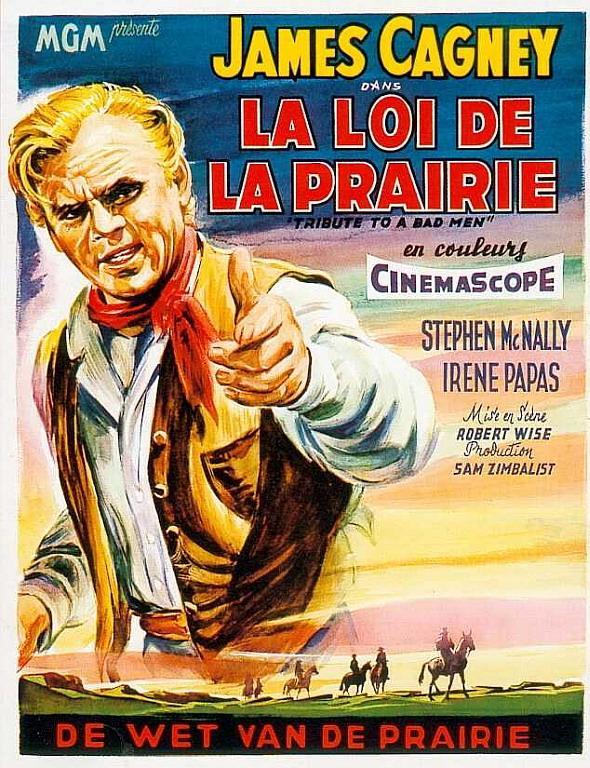 MGM présente
JAMES CAGNEY
DANS
LA LOI DE
LA PRAIRIE
"TRIBUTE TO A BAD MEN"
en couleurs
CINEMASCOPE
STEPHEN McNALLY
IRENE PAPAS
Mise en Scène
ROBERT WISE
Production
SAM ZIMBALIST
DE WET VAN DE PRAIRIE